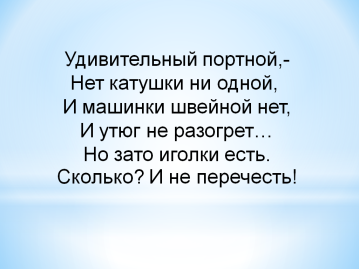 Удивительный портной,-
Нет катушки ни одной,
И машинки швейной нет,
И утюг не разогрет…
Но зато иголки есть.
Сколько? И не перечесть!